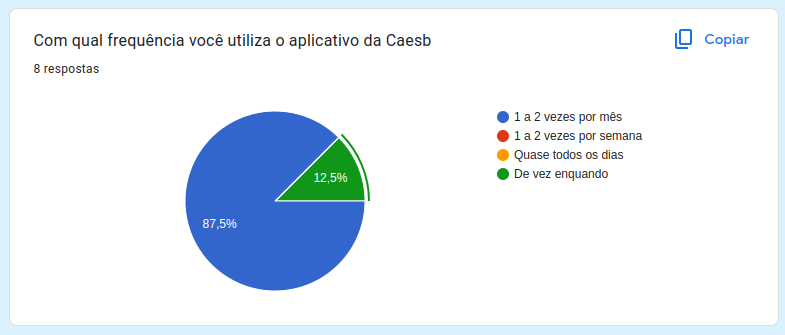 Com qual frequência você utiliza o aplicativo da Caesb
Copiar
8 respostas
1 a 2 vezes por mês
1 a 2 vezes por semana
Quase todos os dias
De vez enquando
12,5%
87,5%